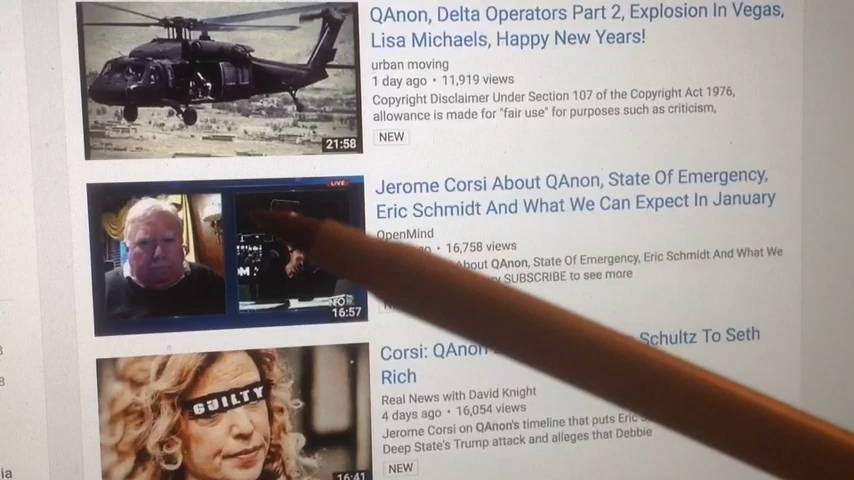 QAnon, Delta Operators Part 2, Explosion In Vegas,
Lisa Michaels, Happy New Years!
urban moving
1 day ago • 11,919 views
Copyright Disclaimer Under Section 107 of the Copyright Act 1976,
allowance is made for "fair use" for purposes such as criticism,
NEW
21:58
LIVE
Jerome Corsi About QAnon, State Of Emergency,
Eric Schmidt And What We Can Expect In January
OpenMind
16,758 views
About QAnon, State Of Emergency, Eric Schmidt And What We
SUBSCRIBE to see more
16:57
Corsi: QAnon Schultz To Seth
Rich
Real News with David Knight
4 days ago • 16,054 views
Jerome Corsi on QAnon's timeline that puts Eric
Deep State's Trump attack and alleges that Debbie
NEW
GUILTY
16:41